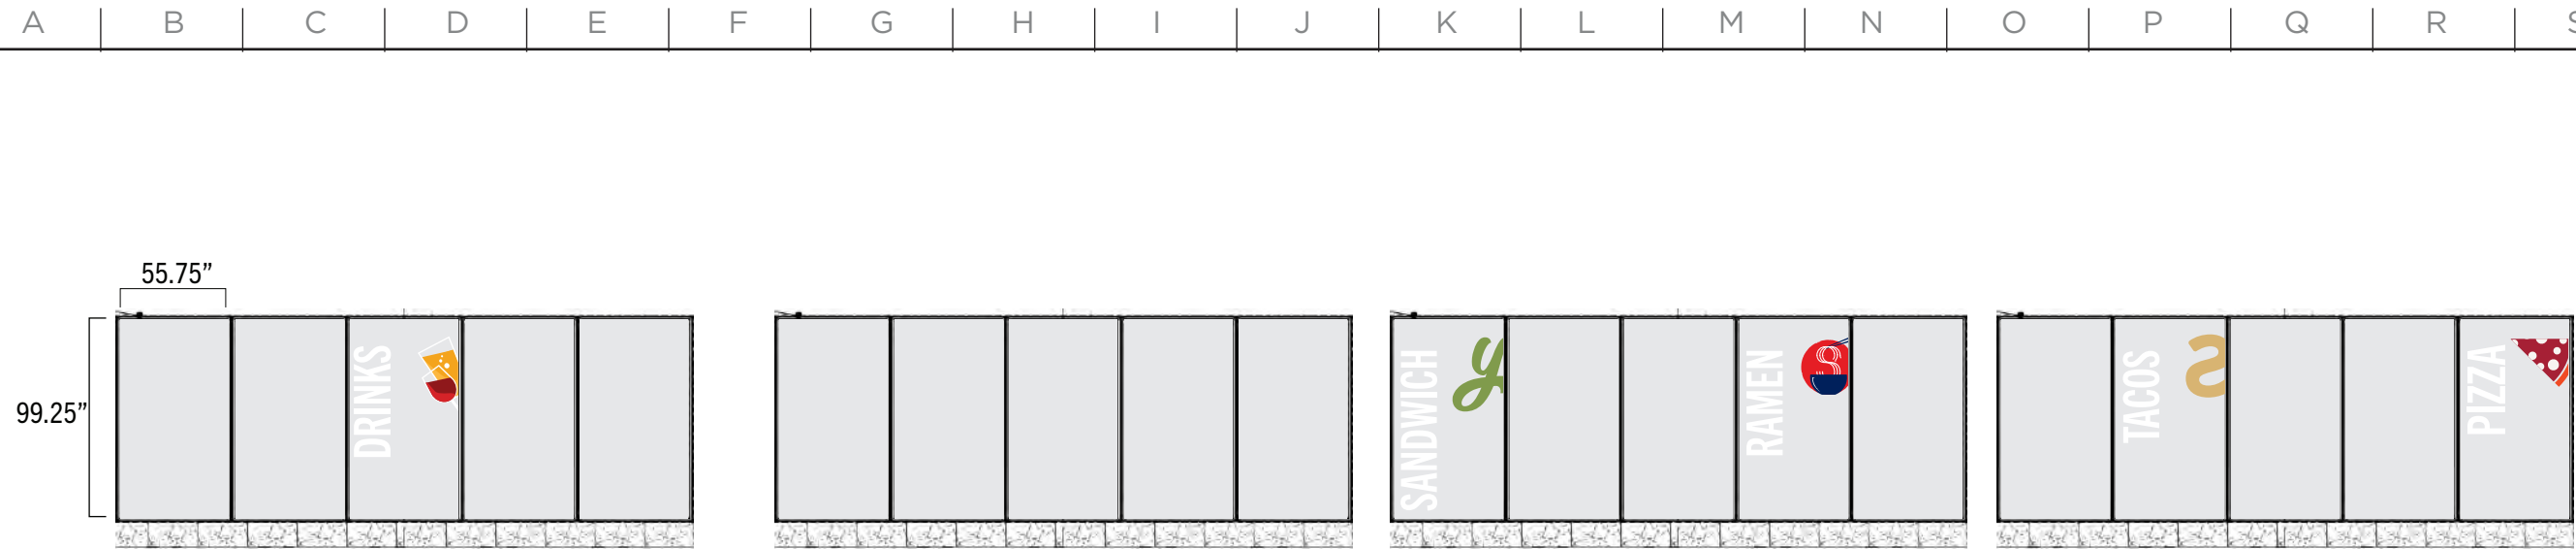 A B C D E F G H I J K L M N O P Q R S
55.75”
99.25”
DRINKS
SANDWICH
y
RAMEN
TACOS
a
PIZZA